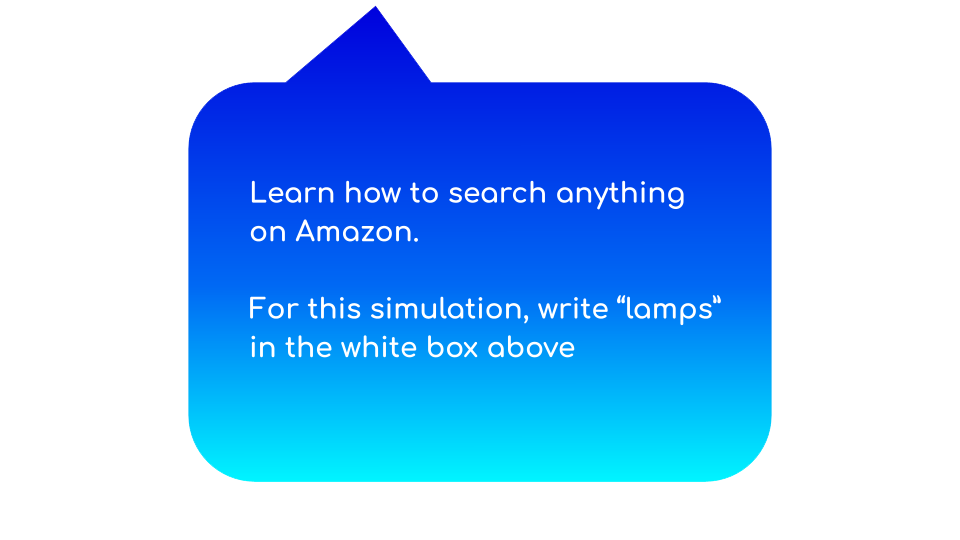 Learn how to search anything
on Amazon.
For this simulation, write “lamps”
in the white box above